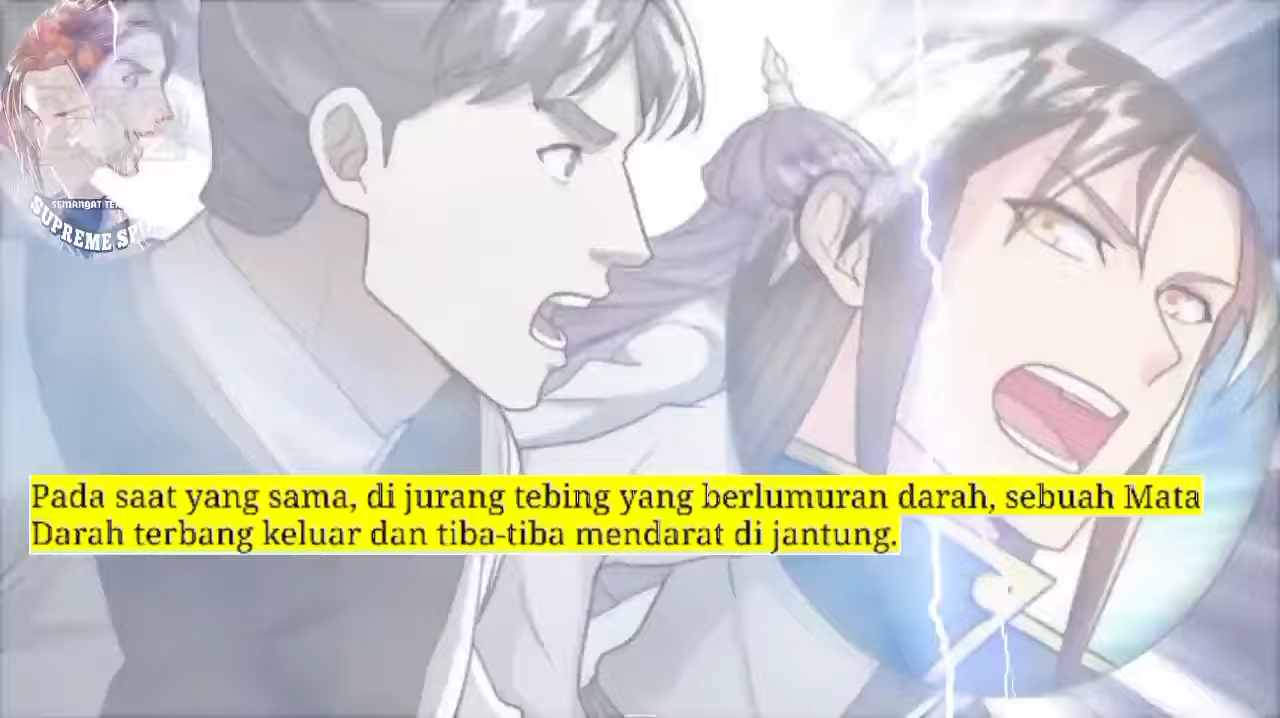 SEMANGAT
SUPREME
Pada saat yang sama, di jurang tebing yang berlumuran darah, sebuah Mata
Darah terbang keluar dan tiba-tiba mendarat di jantung.